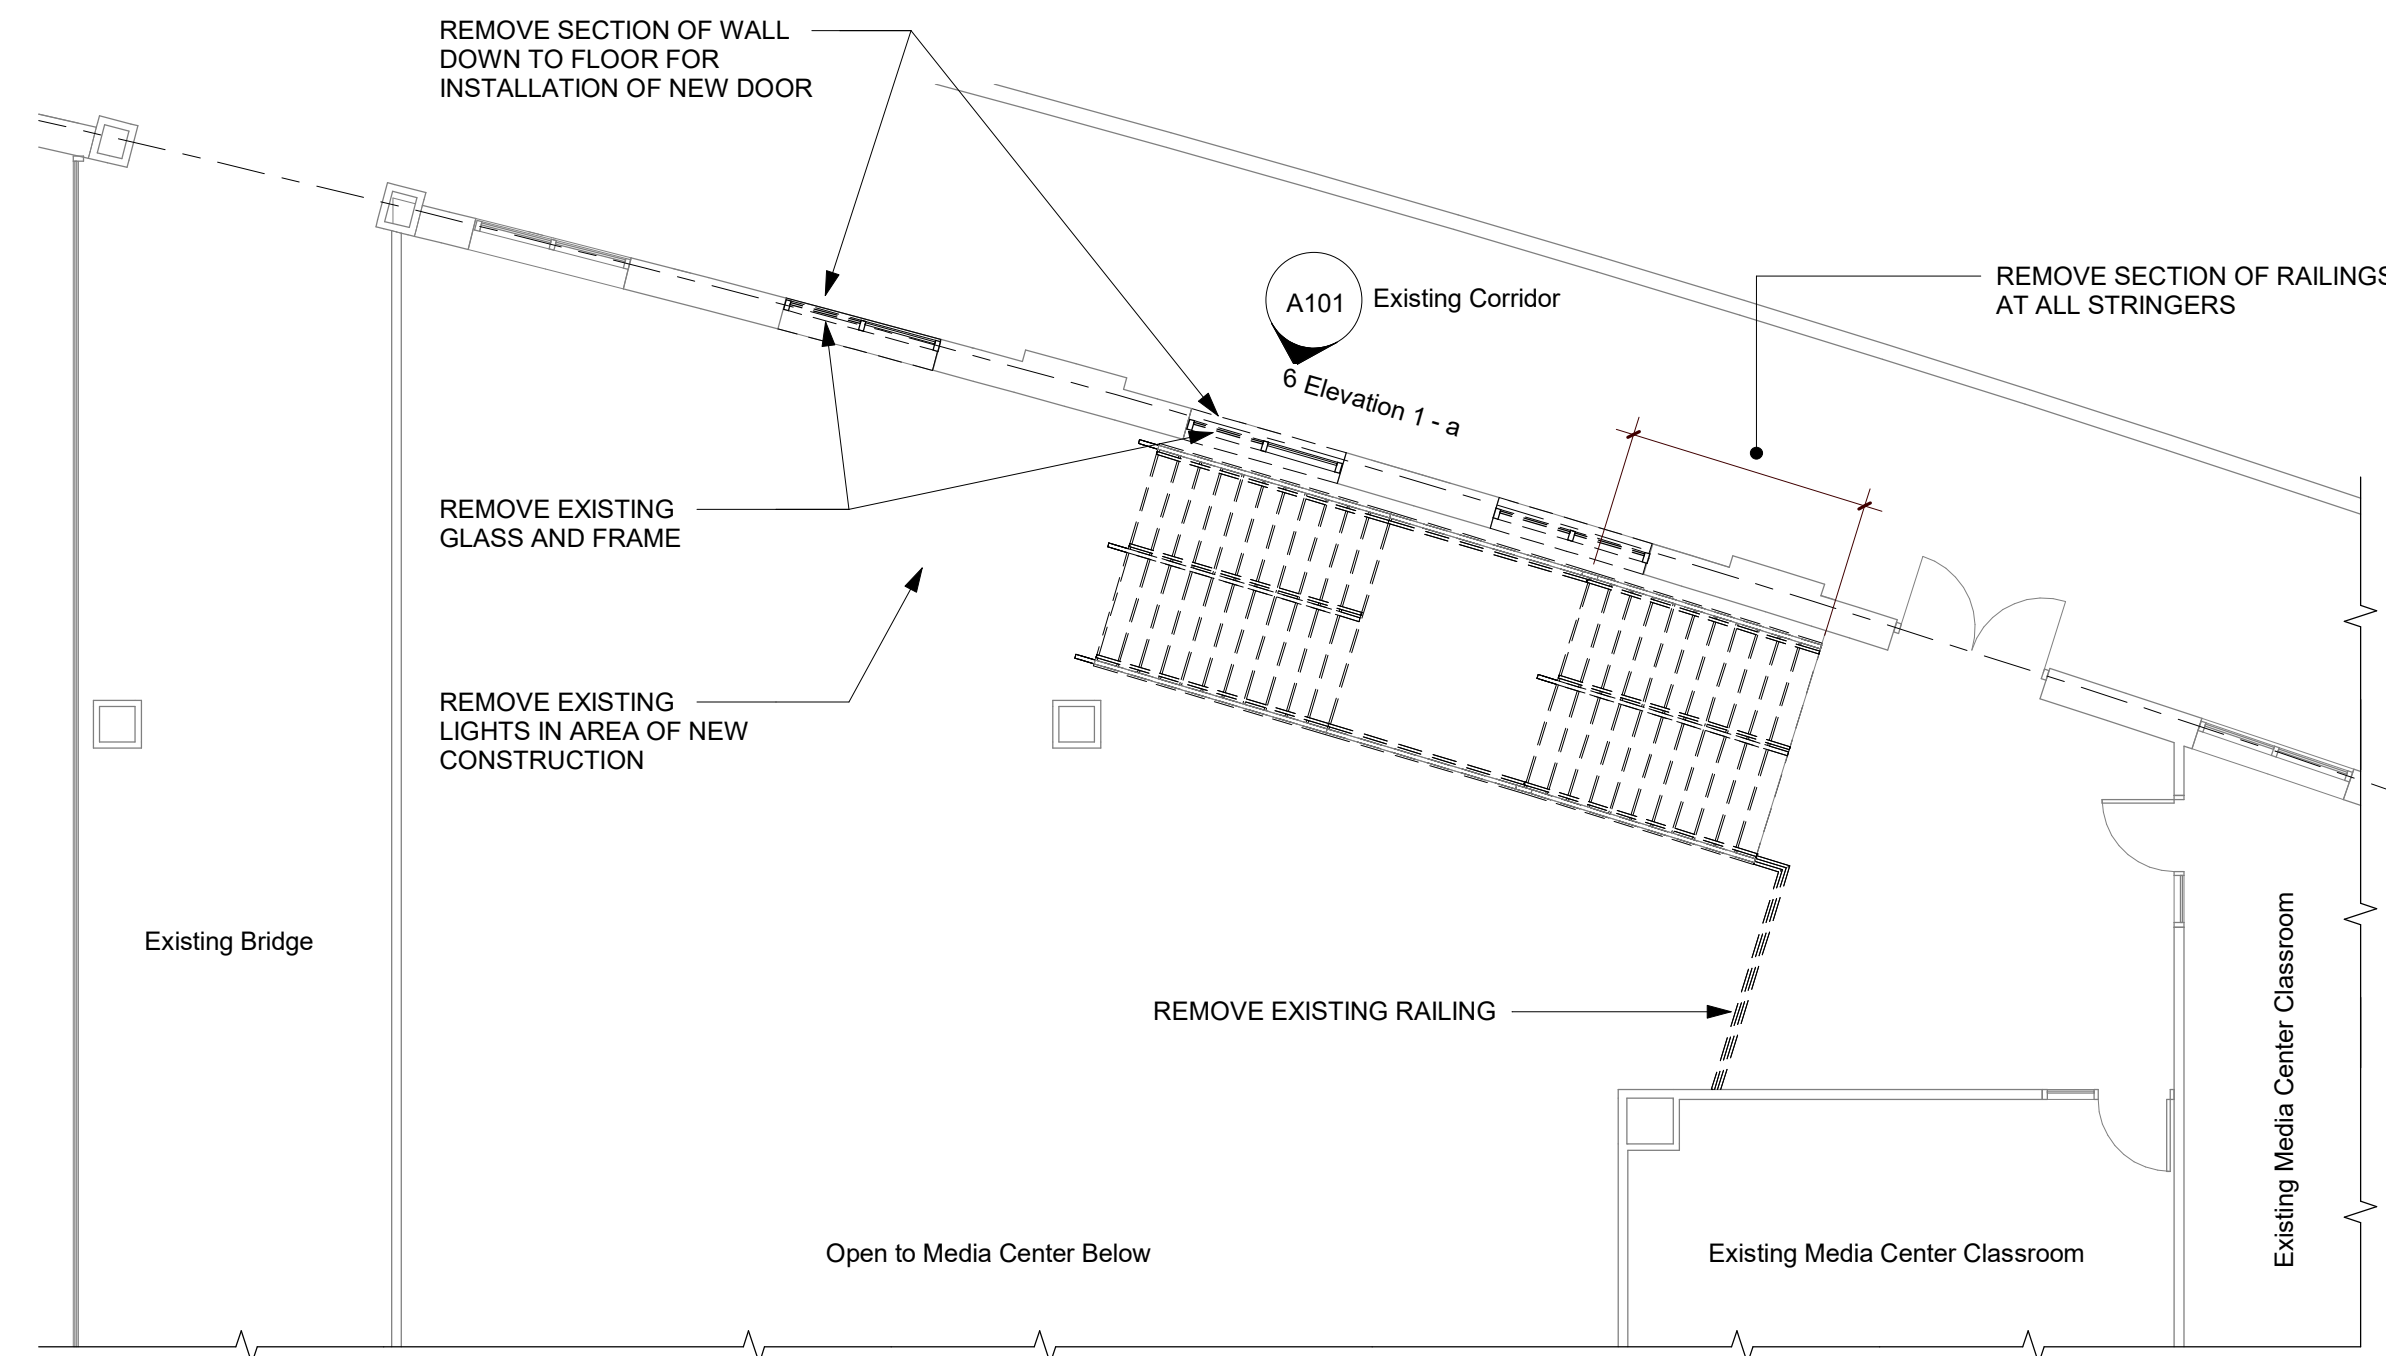 REMOVE SECTION OF WALL
DOWN TO FLOOR FOR
INSTALLATION OF NEW DOOR
A101
Existing Corridor
6 Elevation 1 - a
REMOVE SECTION OF RAILINGS
AT ALL STRINGERS
REMOVE EXISTING
GLASS AND FRAME
REMOVE EXISTING
LIGHTS IN AREA OF NEW
CONSTRUCTION
Existing Bridge
REMOVE EXISTING RAILING
Existing Media Center Classroom
Open to Media Center Below
Existing Media Center Classroom